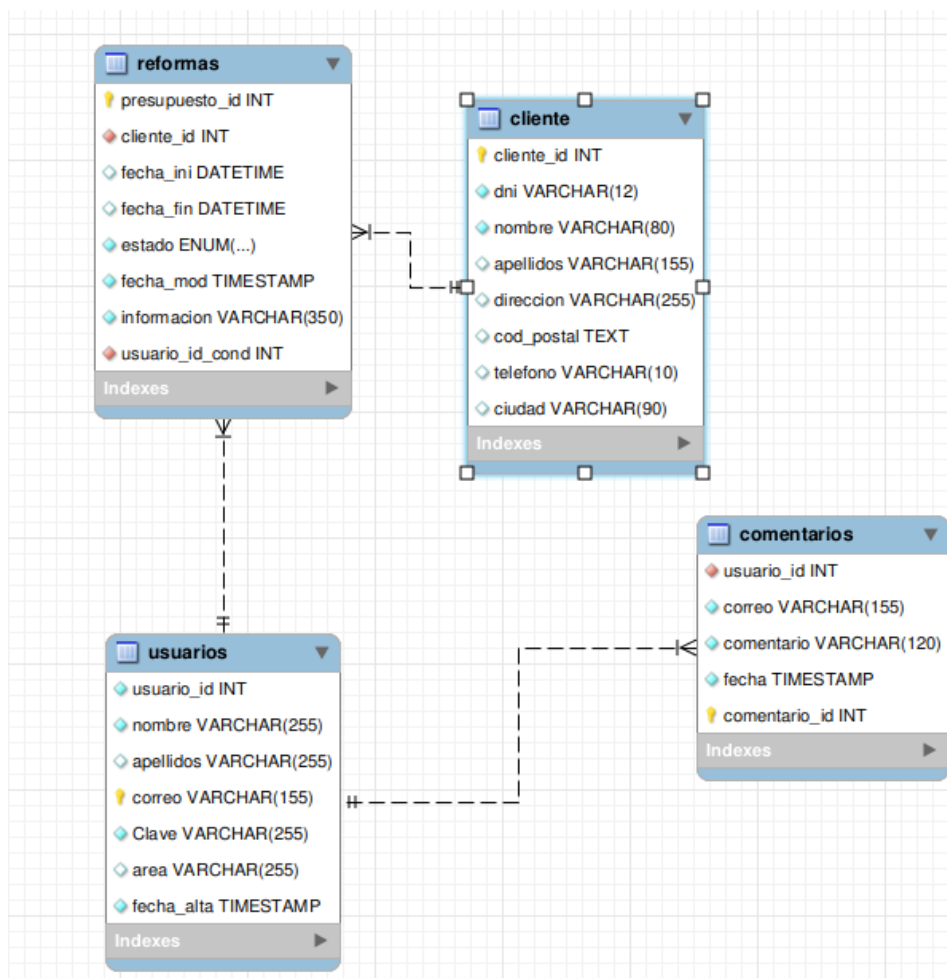 reformas
presupuesto_id INT
cliente_id INT
fecha_ini DATETIME
fecha_fin DATETIME
estado ENUM(...)
fecha_mod TIMESTAMP
informacion VARCHAR(350)
usuario_id_cond INT
Indexes
cliente
cliente_id INT
dni VARCHAR(12)
nombre VARCHAR(80)
apellidos VARCHAR(155)
direccion VARCHAR(255)
cod_postal TEXT
telefono VARCHAR(10)
ciudad VARCHAR(90)
Indexes
comentarios
usuario_id INT
correo VARCHAR(155)
comentario VARCHAR(120)
fecha TIMESTAMP
comentario_id INT
Indexes
usuarios
usuario_id INT
nombre VARCHAR(255)
apellidos VARCHAR(255)
correo VARCHAR(155)
Clave VARCHAR(255)
area VARCHAR(255)
fecha_alta TIMESTAMP
Indexes